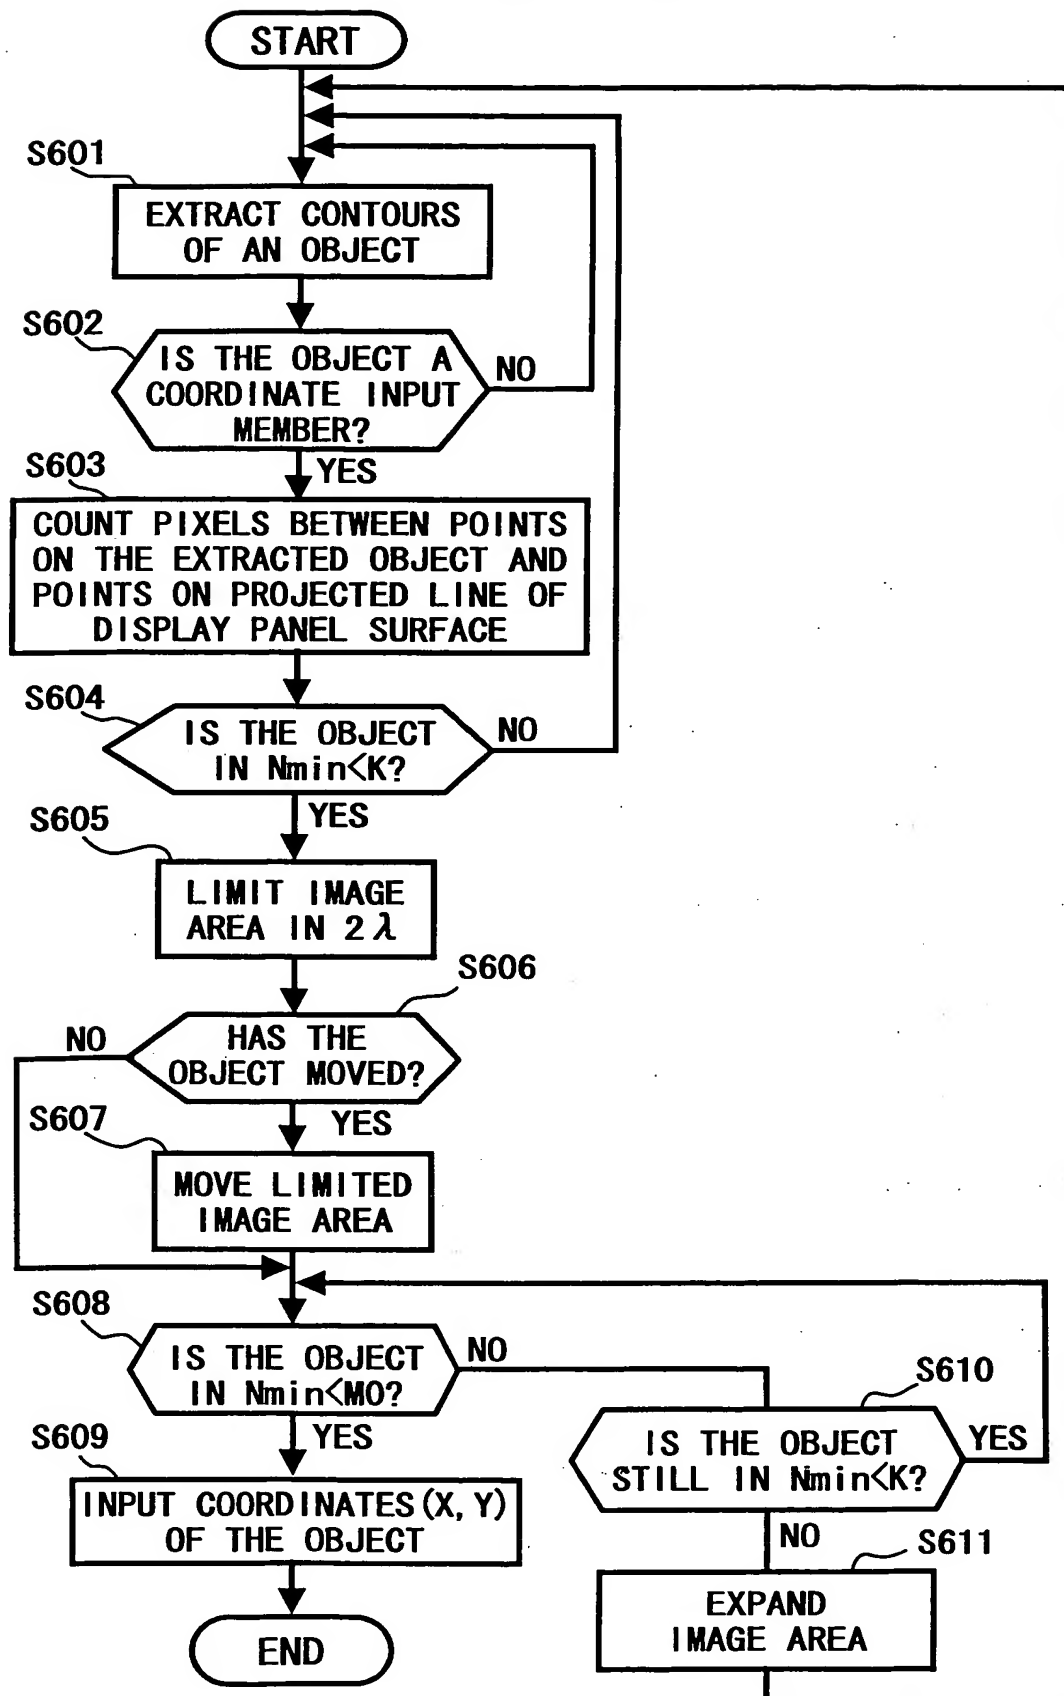 START
S601
EXTRACT CONTOURS
OF AN OBJECT
S602
IS THE OBJECT A
COORDINATE INPUT
MEMBER?
NO
YES
S603
COUNT PIXELS BETWEEN POINTS
ON THE EXTRACTED OBJECT AND
POINTS ON PROJECTED LINE OF
DISPLAY PANEL SURFACE
S604
IS THE OBJECT
IN Nmin<K?
NO
YES
S605
LIMIT IMAGE
AREA IN 2λ
S606
HAS THE
OBJECT MOVED?
NO
YES
S607
MOVE LIMITED
IMAGE AREA
S608
IS THE OBJECT
IN Nmin<MO?
NO
YES
S609
INPUT COORDINATES(X, Y)
OF THE OBJECT
END
S610
IS THE OBJECT
STILL IN Nmin<K?
YES
NO
S611
EXPAND
IMAGE AREA